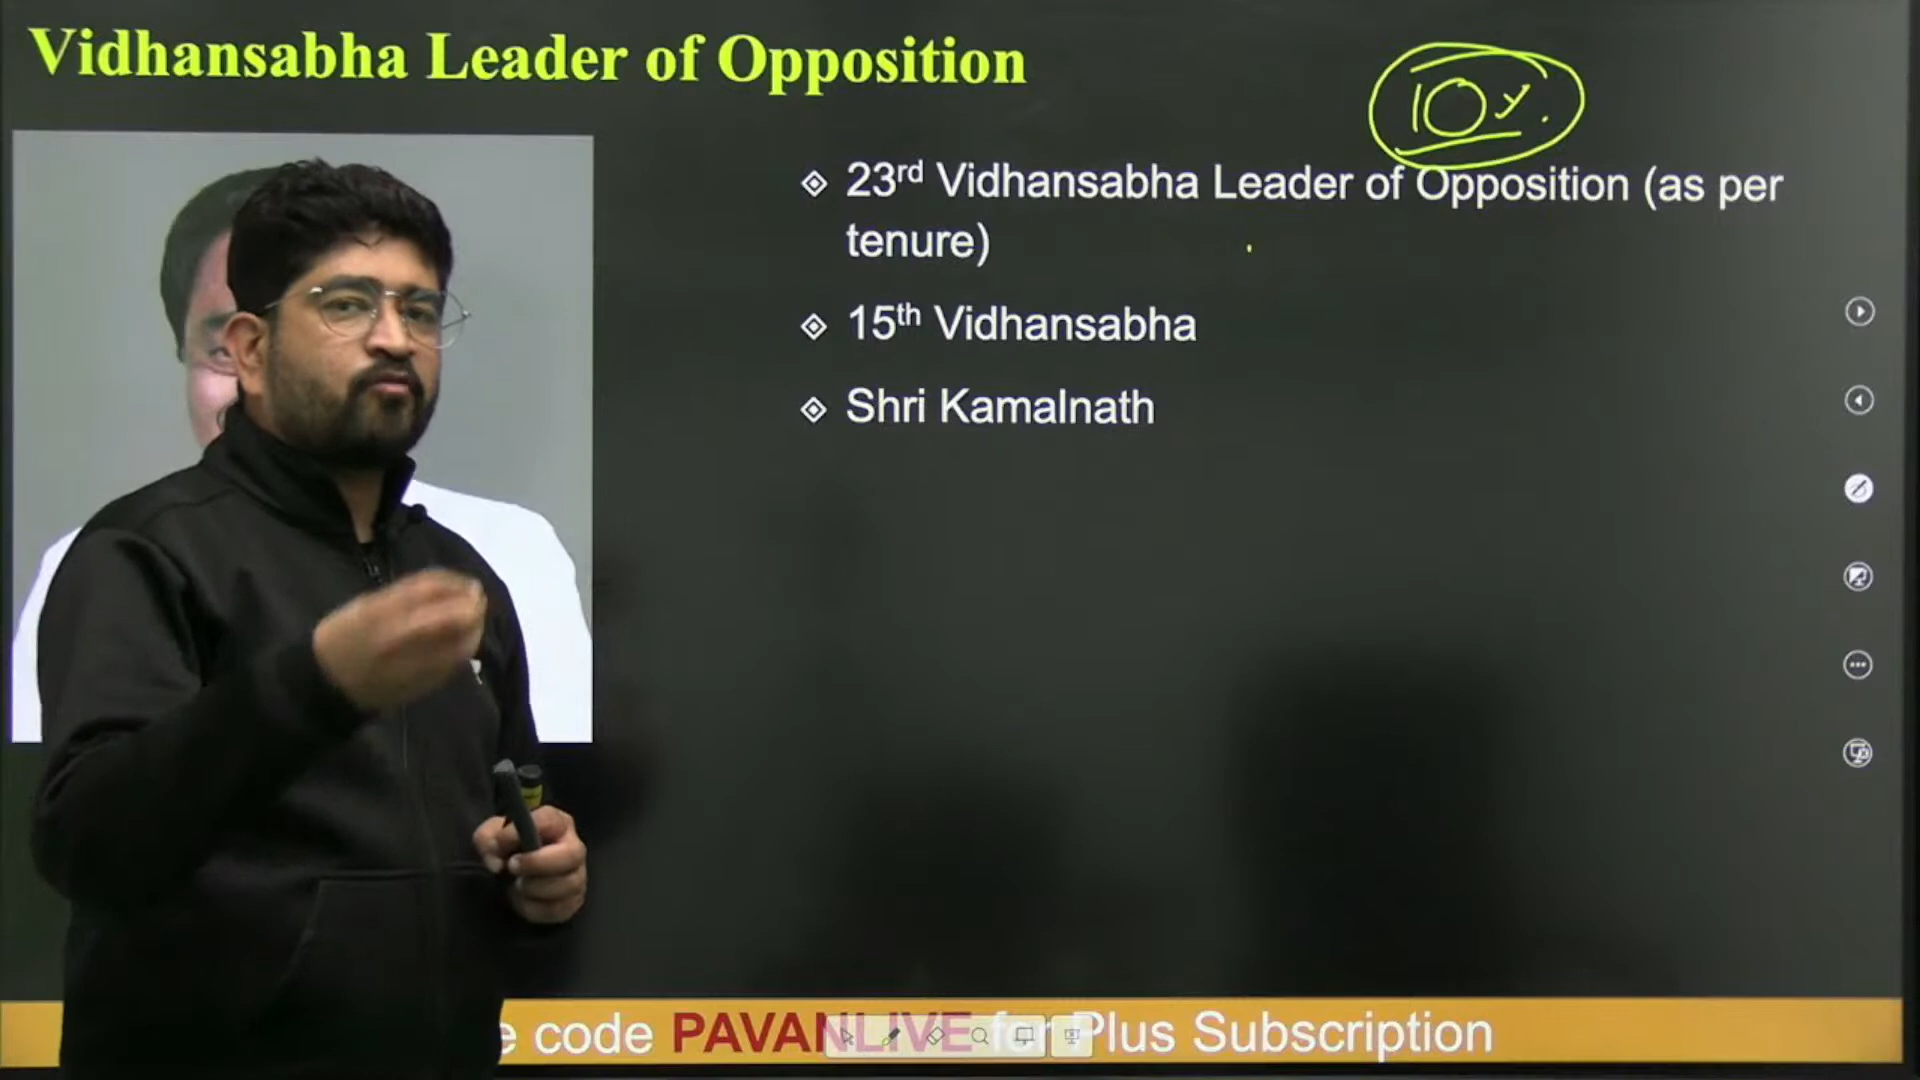 Vidhansabha Leader of Opposition
10%.
23rd Vidhansabha Leader of Opposition (as per
tenure)
15th Vidhansabha
Shri Kamalnath
code PAVANLIVE for Plus Subscription